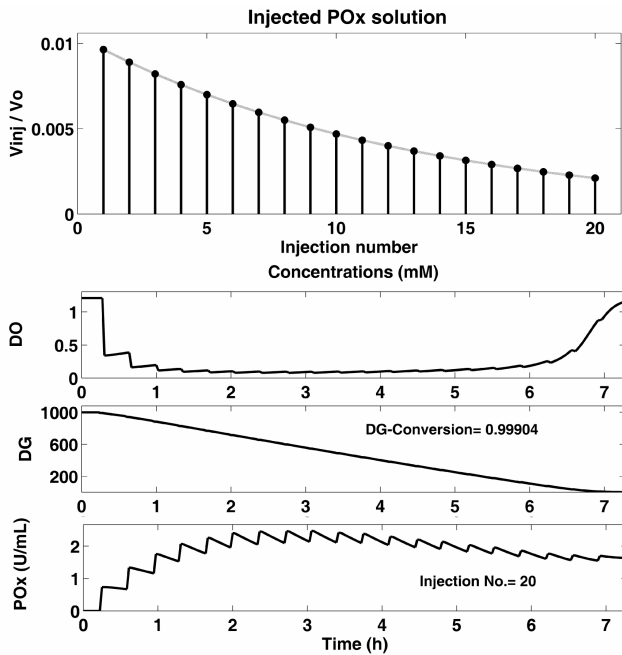 Injected POx solution
Vinj / Vo
0.01
0.005
0
0 5 10 15 20
Injection number
Concentrations (mM)
DO
1
0.5
0
0 1 2 3 4 5 6 7
DG
1000
600
200
DG-Conversion= 0.99904
0 1 2 3 4 5 6 7
POx (U/mL)
2
1
0
Injection No.= 20
0 1 2 3 4 5 6 7
Time (h)